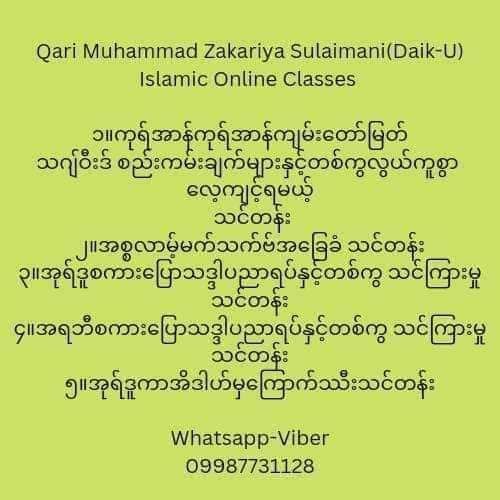 Qari Muhammad Zakariya Sulaimani(Daik-U)
Islamic Online Classes
၁။ကုရ်အာန်ကုရ်အာန်ကျမ်းတော်မြတ်
သဂျ်ဝီးဒ် စည်းကမ်းချက်များနှင့်တစ်ကွလွယ်ကူစွာ
လေ့ကျင့်ရမယ့်
သင်တန်း
၂။အစ္စလာမ့်မက်သက်ဗ်အခြေခံ သင်တန်း
၃။အုရ်ဒူစကားပြောသဒ္ဒါပညာရပ်နှင့်တစ်ကွ သင်ကြားမှု
သင်တန်း
၄။အရဘီစကားပြောသဒ္ဒါပညာရပ်နှင့်တစ်ကွ သင်ကြားမှု
သင်တန်း
၅။အုရ်ဒူကာအိဒါဟ်မှကြောက်ဿီးသင်တန်း
Whatsapp-Viber
09987731128